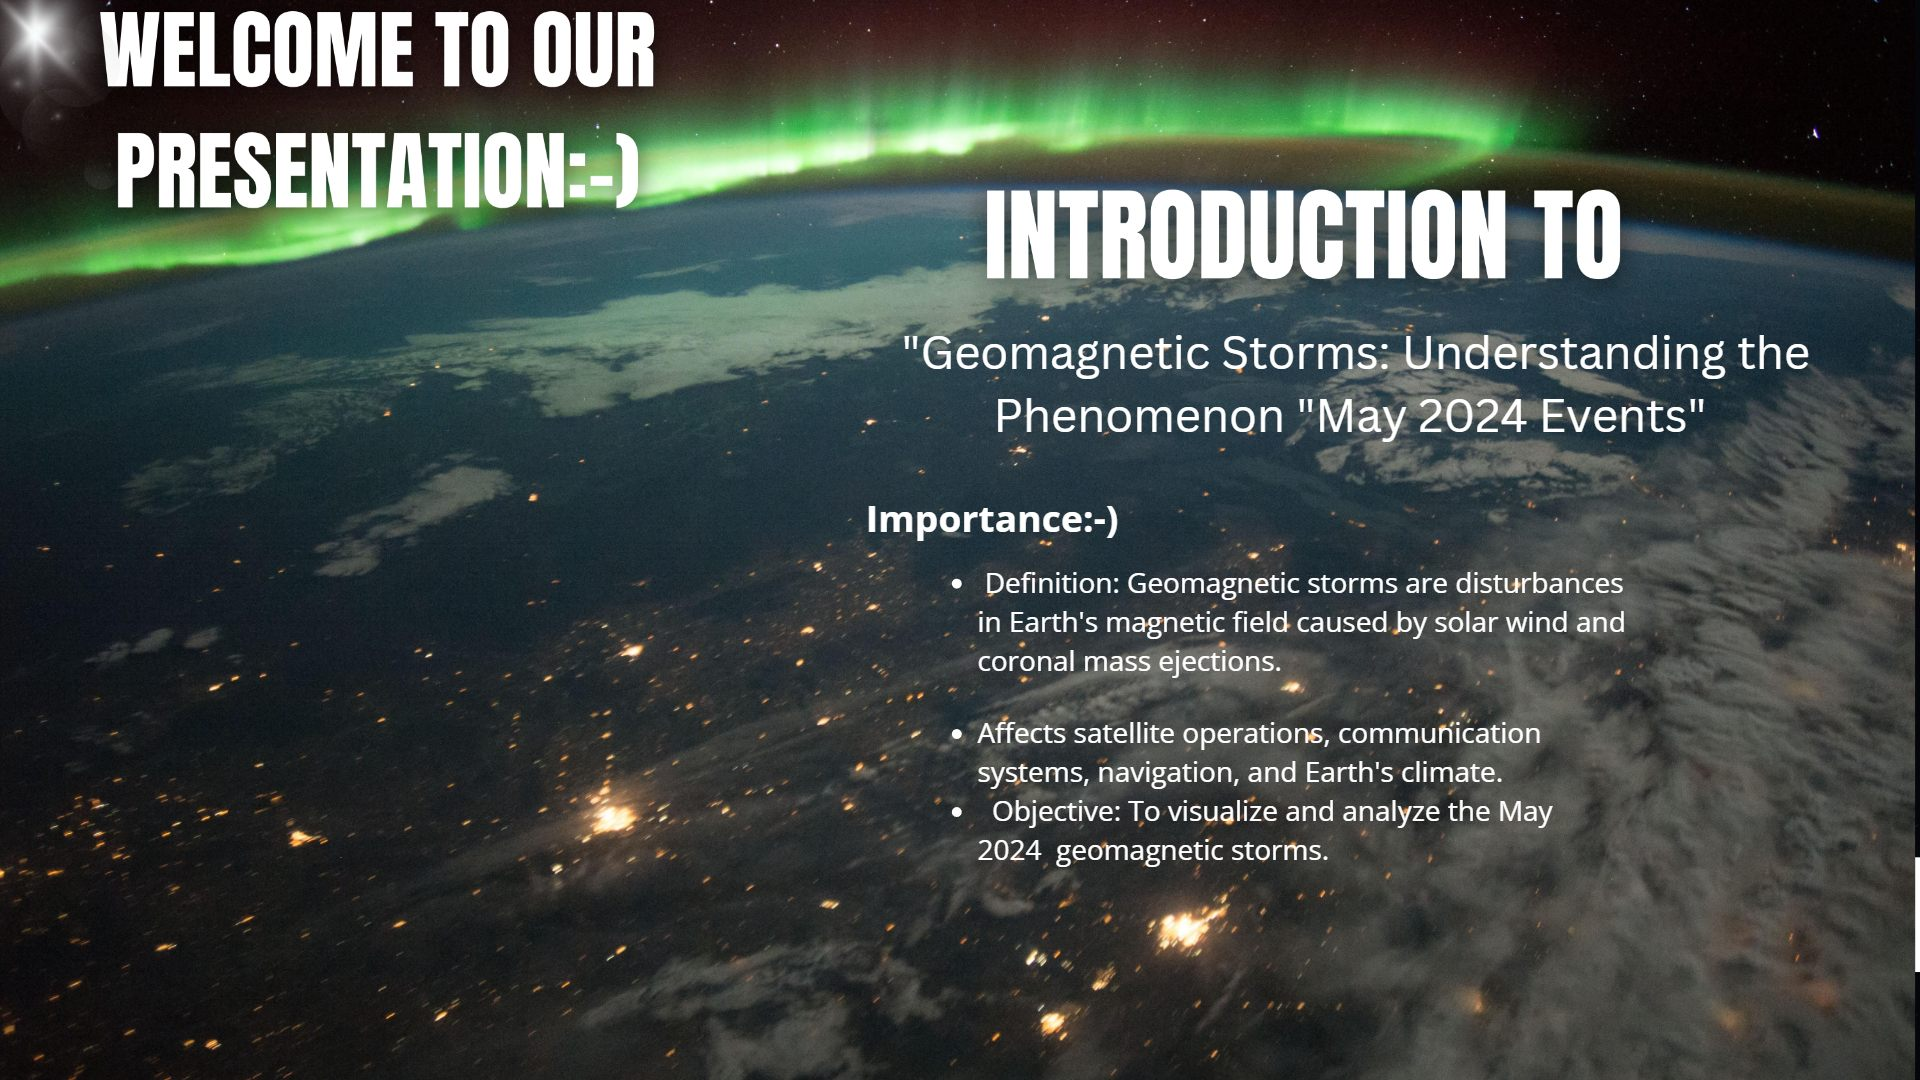 WELCOME TO OUR
PRESENTATION:-)
INTRODUCTION TO
"Geomagnetic Storms: Understanding the
Phenomenon "May 2024 Events"
Importance:-)
• Definition: Geomagnetic storms are disturbances
in Earth's magnetic field caused by solar wind and
coronal mass ejections.
• Affects satellite operations, communication
systems, navigation, and Earth's climate.
• Objective: To visualize and analyze the May
2024 geomagnetic storms.